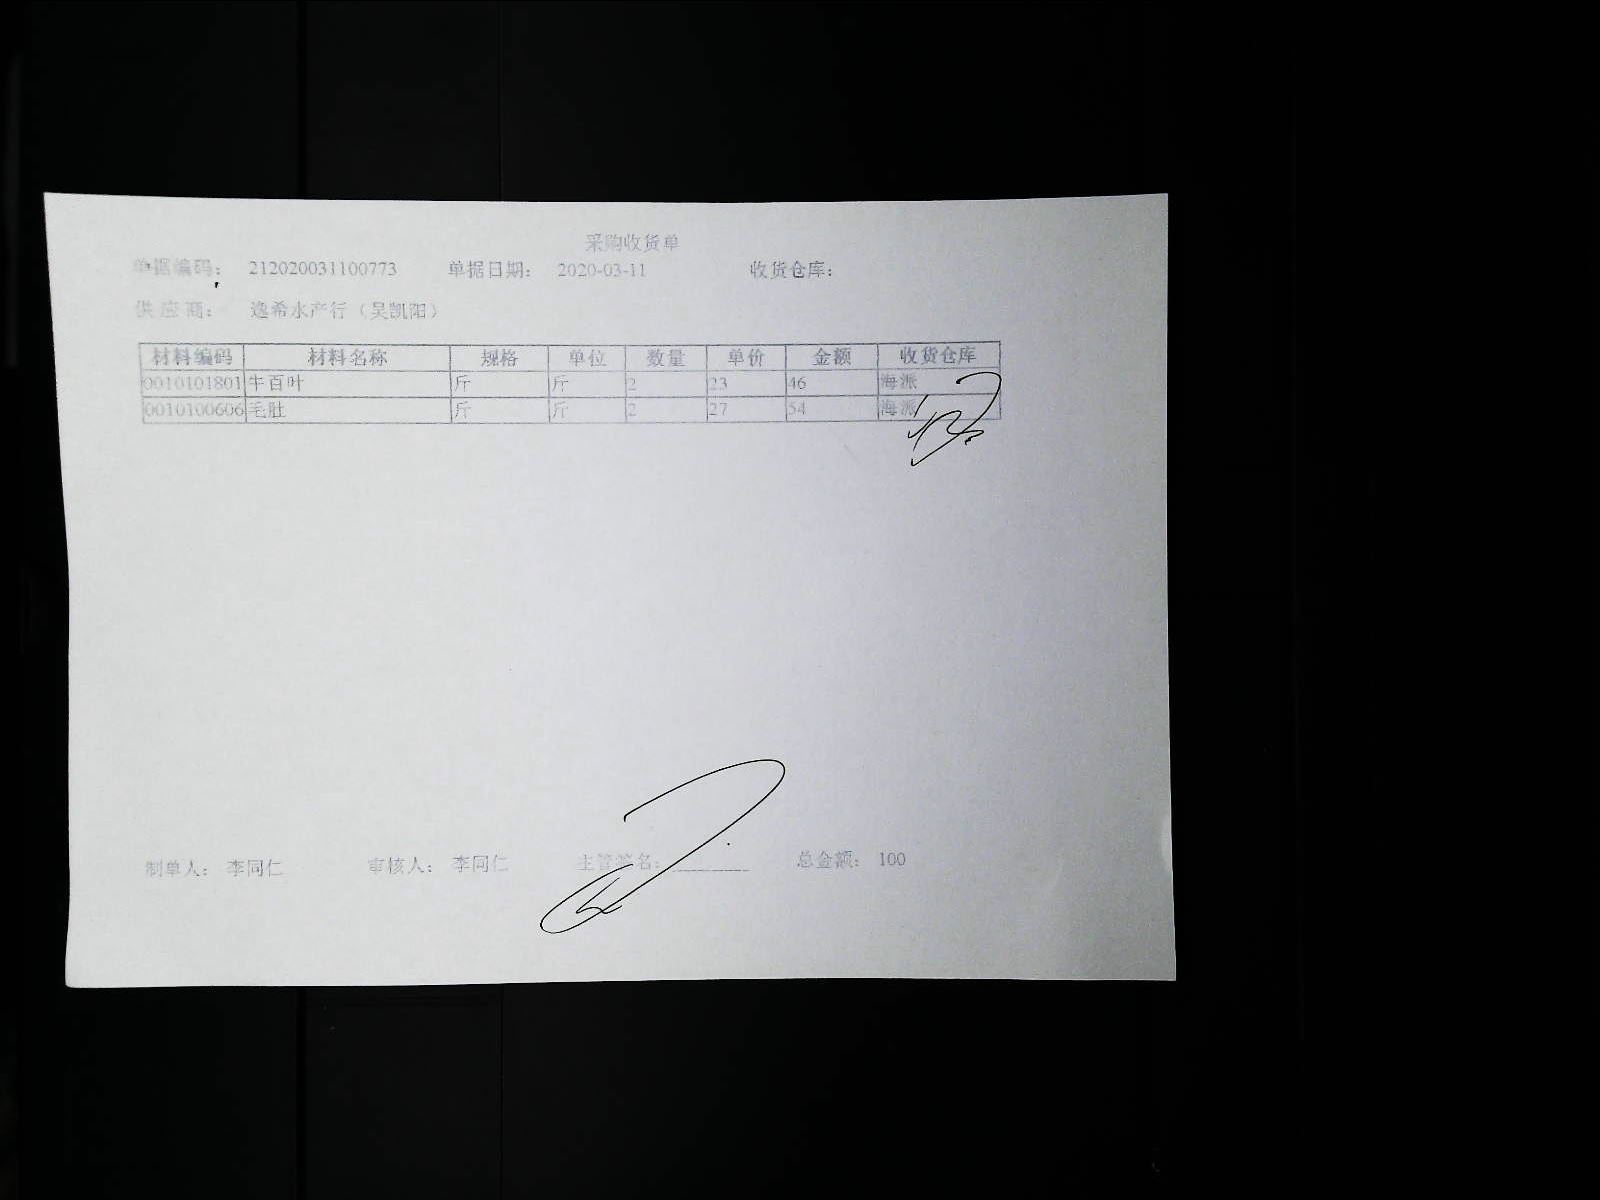 采购收货单
单据编码： 212020031100773 单据日期： 2020-03-11 收货仓库：
供 应 商： 逸希水产行（吴凯阳）
材料编码 材料名称 规格 单位 数量 单价 金额 收货仓库
0010101801 牛百叶 斤 斤 2 23 46 海派
0010100606 毛肚 斤 斤 2 27 54 海派
制单人： 李同仁 审核人： 李同仁 主管签名： 总金额： 100